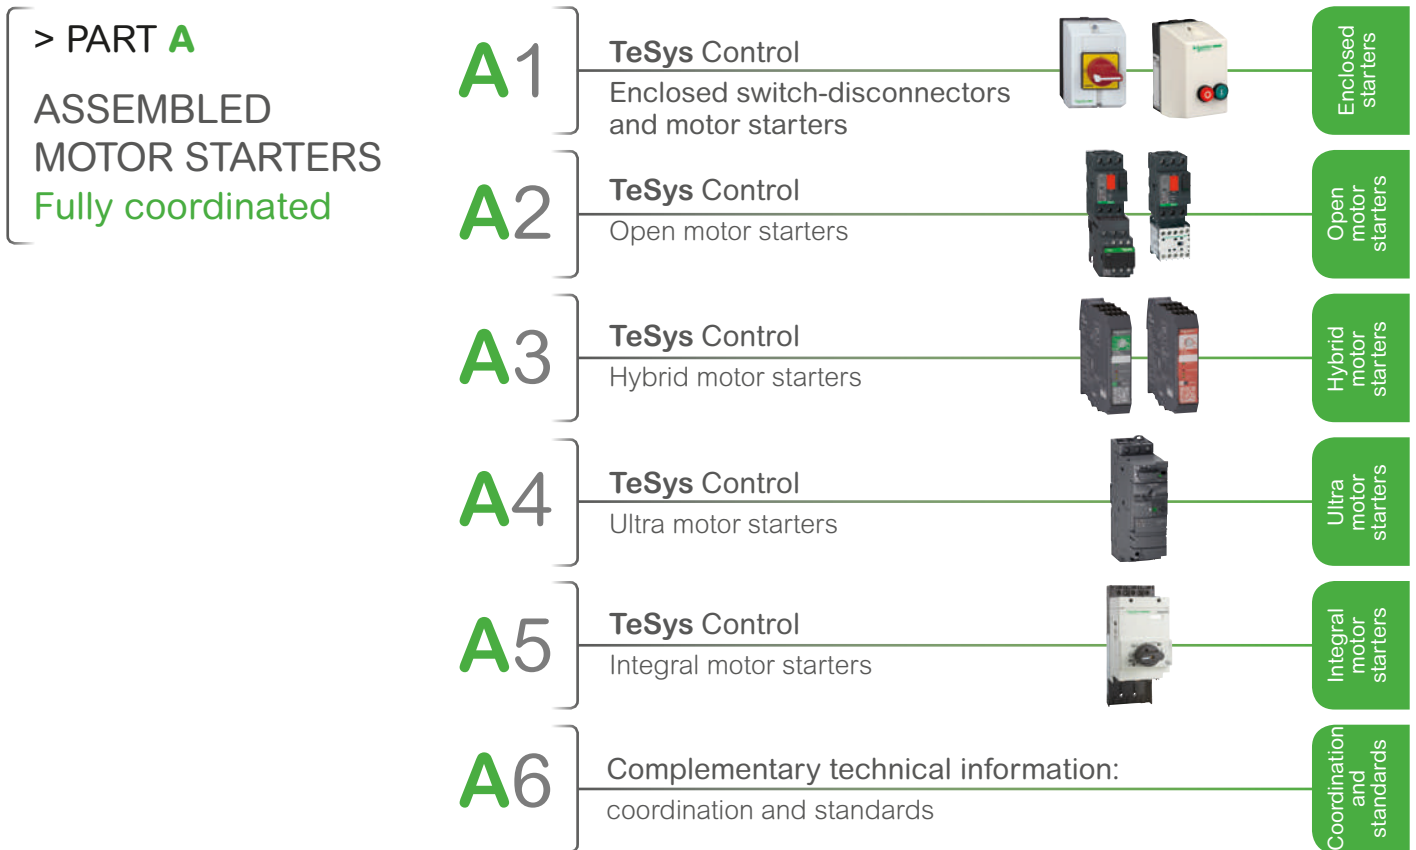 > PART A
ASSEMBLED
MOTOR STARTERS
Fully coordinated
A1
TeSys Control
Enclosed switch-disconnectors
and motor starters
Enclosed
starters
A2
TeSys Control
Open motor starters
Open
motor
starters
A3
TeSys Control
Hybrid motor starters
Hybrid
motor
starters
A4
TeSys Control
Ultra motor starters
Ultra
motor
starters
A5
TeSys Control
Integral motor starters
Integral
motor
starters
A6
Complementary technical information:
coordination and standards
Coordination
and
standards